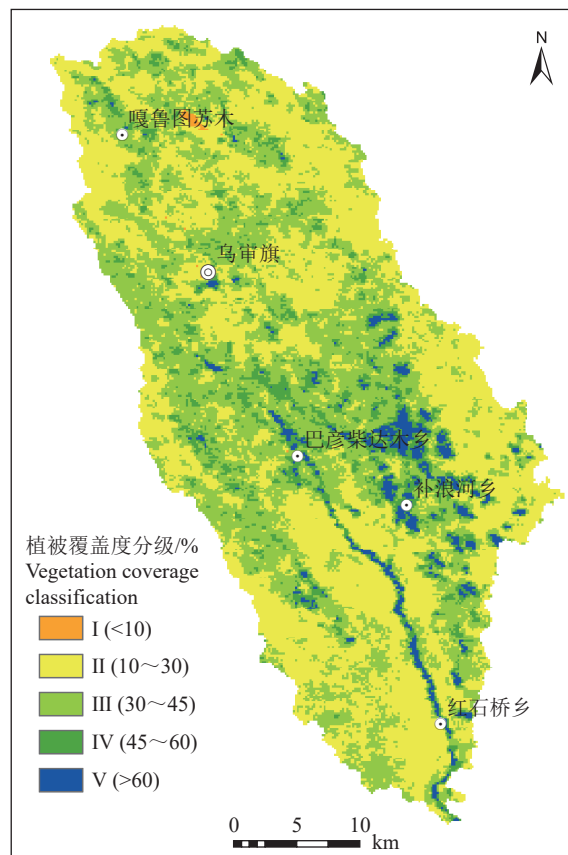 N
嘎鲁图苏木
乌审旗
巴彦柴达木乡
补浪河乡
植被覆盖度分级/%
Vegetation coverage
classification
I (<10)
II (10～30)
III (30～45)
IV (45～60)
V (>60)
红石桥乡
0 5 10
km